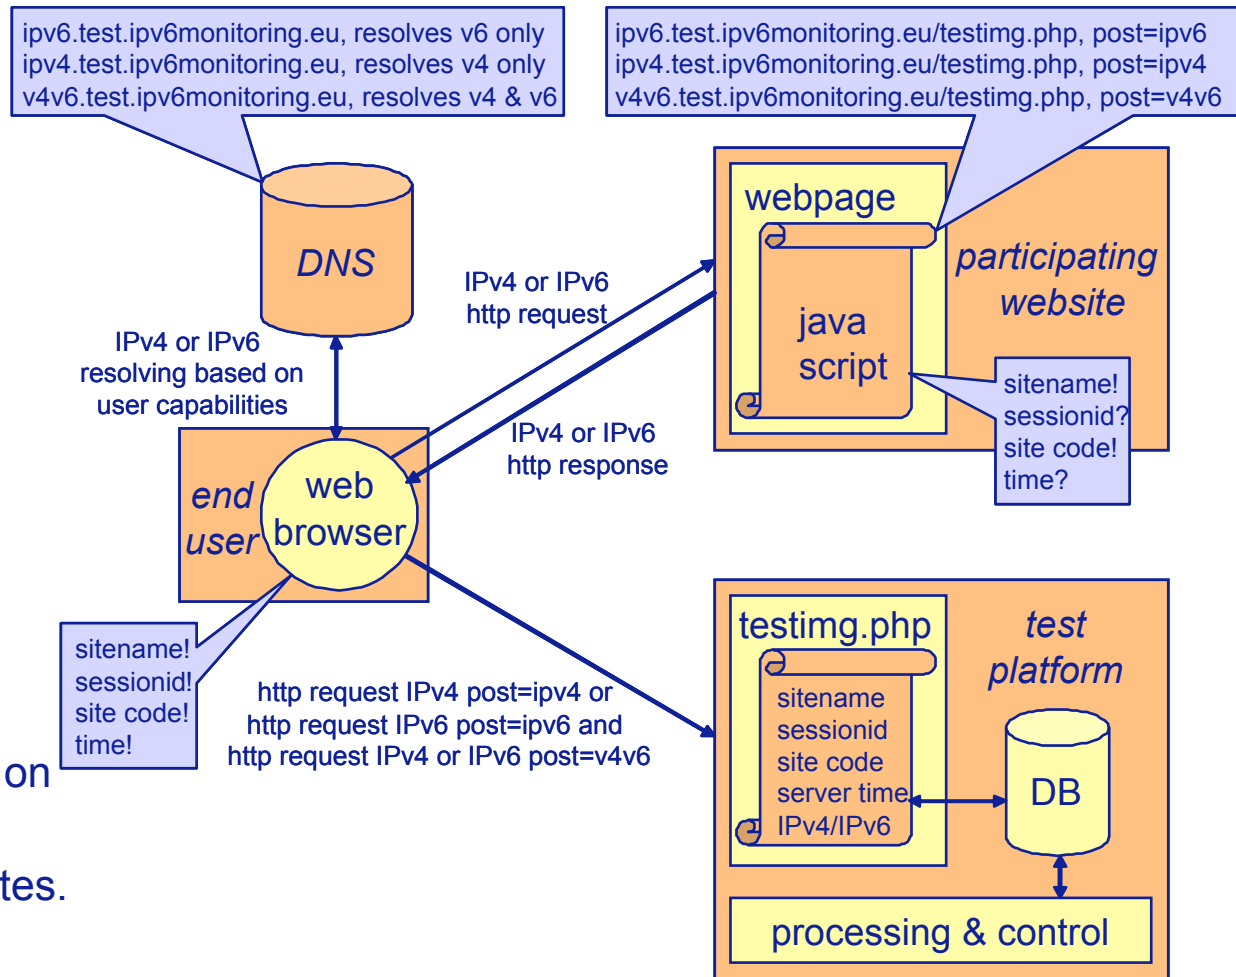 ipv6.test.ipv6monitoring.eu, resolves v6 only
ipv4.test.ipv6monitoring.eu, resolves v4 only
v4v6.test.ipv6monitoring.eu, resolves v4 & v6
ipv6.test.ipv6monitoring.eu/testimg.php, post=ipv6
ipv4.test.ipv6monitoring.eu/testimg.php, post=ipv4
v4v6.test.ipv6monitoring.eu/testimg.php, post=v4v6
DNS
webpage
java
script
participating
website
sitename!
sessionid?
site code!
time?
IPv4 or IPv6
http request
IPv4 or IPv6
resolving based on
user capabilities
IPv4 or IPv6
http response
end
user
web
browser
sitename!
sessionid!
site code!
time!
http request IPv4 post=ipv4 or
http request IPv6 post=ipv6 and
http request IPv4 or IPv6 post=v4v6
on
tes.
testimg.php
sitename
sessionid
site code
server time
IPv4/IPv6
test
platform
DB
processing & control